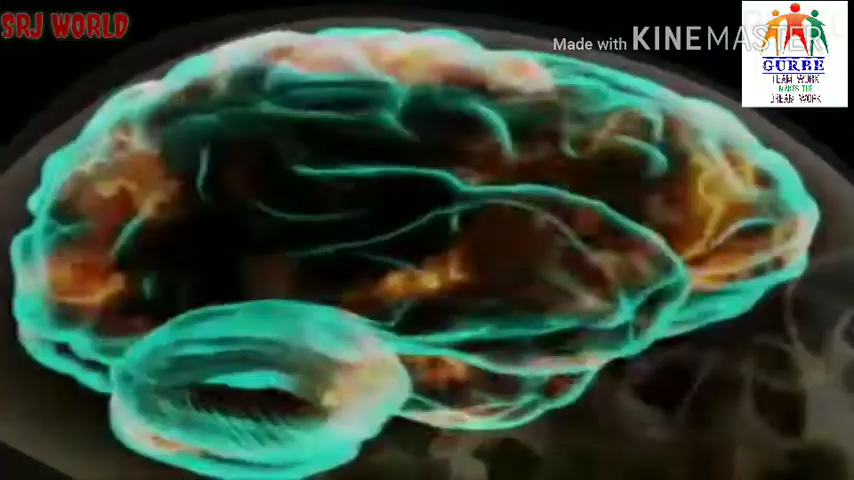 SRJ WORLD
Made with KINEMASTER
GURBE
TEAM WORK
MAKES THE
DREAM WORK